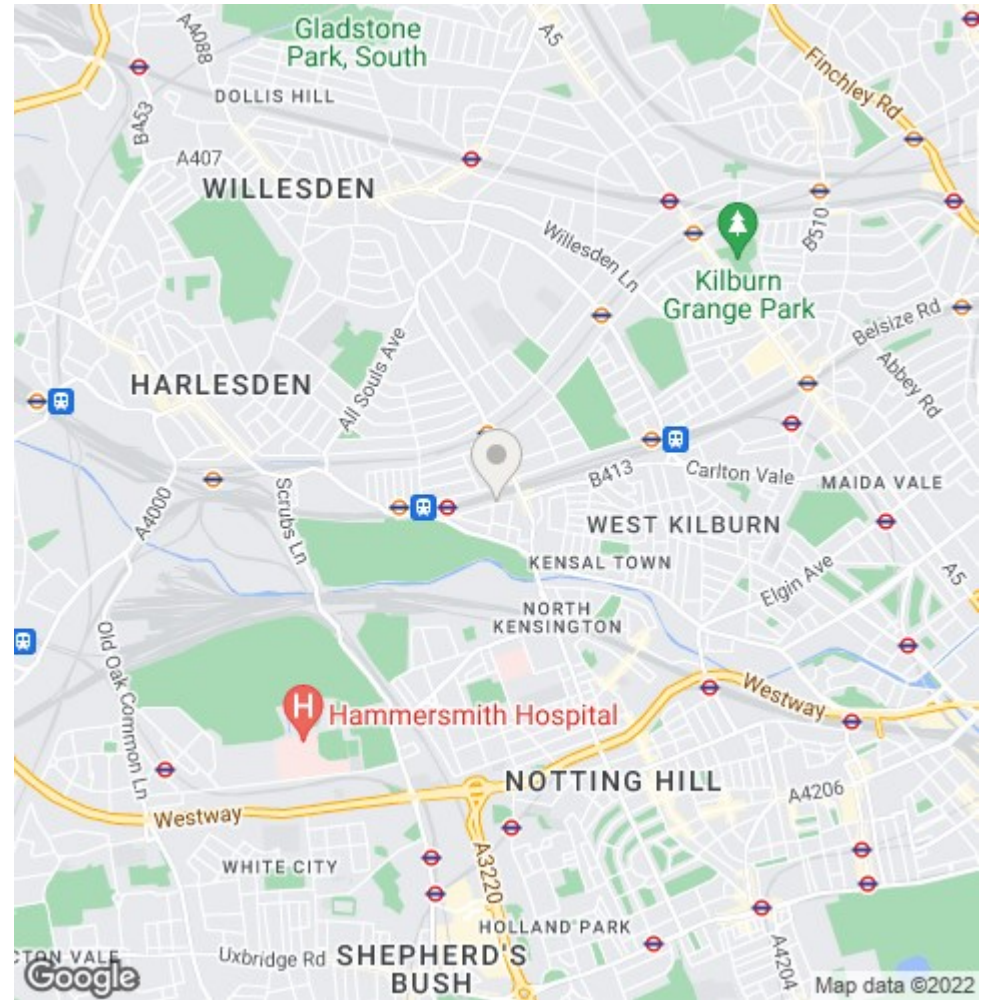 Gladstone
Park, South
A4088
A5
Finchley Rd
DOLLIS HILL
B453
A407
WILLESDEN
Willesden Ln
B510
Kilburn
Grange Park
Belsize Rd
Abbey Rd
All Souls Ave
HARLESDEN
B413
Carlton Vale
MAIDA VALE
A4000
Scrubs Ln
WEST KILBURN
KENSAL TOWN
Elgin Ave
A5
NORTH
KENSINGTON
Old Oak Common Ln
H
Hammersmith Hospital
Westway
NOTTING HILL
A4206
Westway
A3220
WHITE CITY
HOLLAND PARK
A4204
CTON VALE
Uxbridge Rd
SHEPHERD'S
BUSH
Google
Map data ©2022